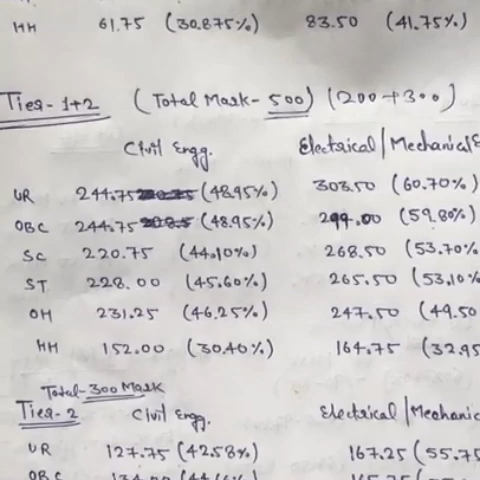 HH 61.75 (30.875%) 83.50 (41.75%)
Tier-1+2 (Total Mark-500) (200+300)
Civil Engg. Electrical/Mechanical
UR 244.75 (48.95%) 303.50 (60.70%)
OBC 244.75 (48.95%) 299.00 (59.80%)
SC 220.75 (44.10%) 268.50 (53.70%
ST 228.00 (45.60%) 265.50 (53.10%
OH 231.25 (46.25%) 247.50 (49.50
HH 152.00 (30.40%) 164.75 (32.95
Total-300 Mark
Tier-2 Civil Engg. Electrical/Mechanic
UR 127.75 (42.58%) 167.25 (55.75
OBC